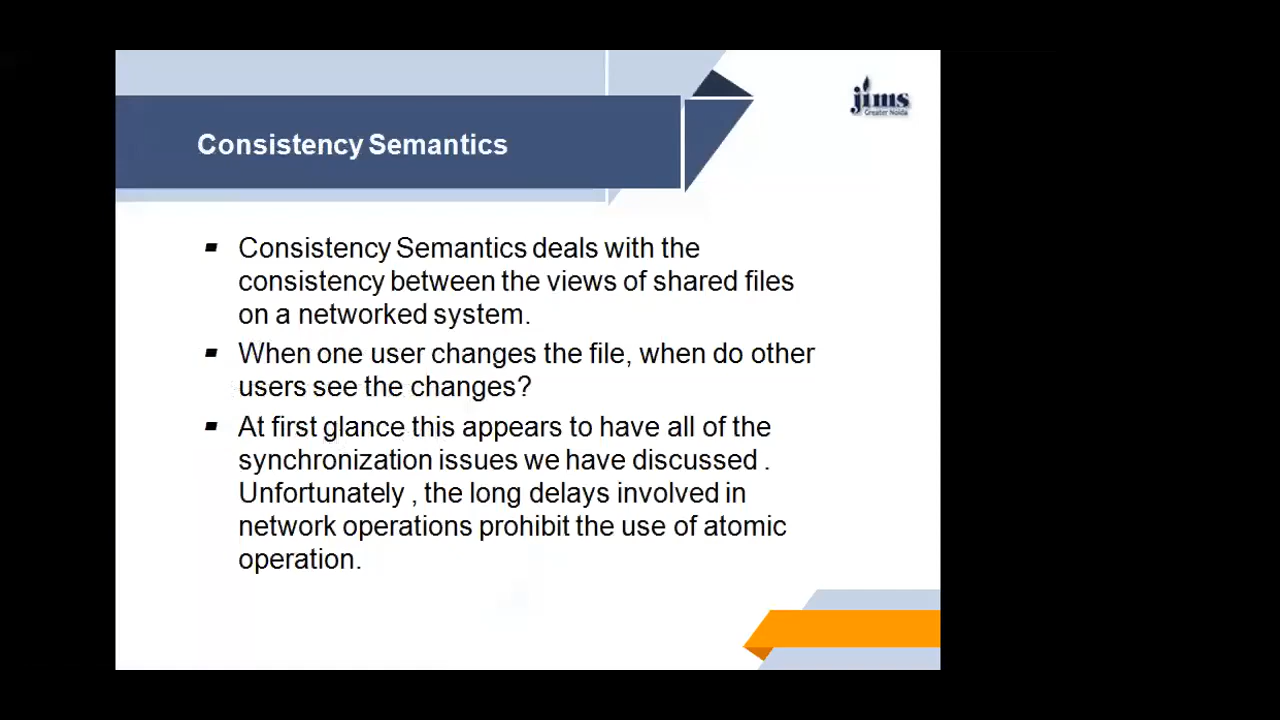 jims
Greater Noida
Consistency Semantics
Consistency Semantics deals with the
consistency between the views of shared files
on a networked system.
When one user changes the file, when do other
users see the changes?
At first glance this appears to have all of the
synchronization issues we have discussed .
Unfortunately , the long delays involved in
network operations prohibit the use of atomic
operation.